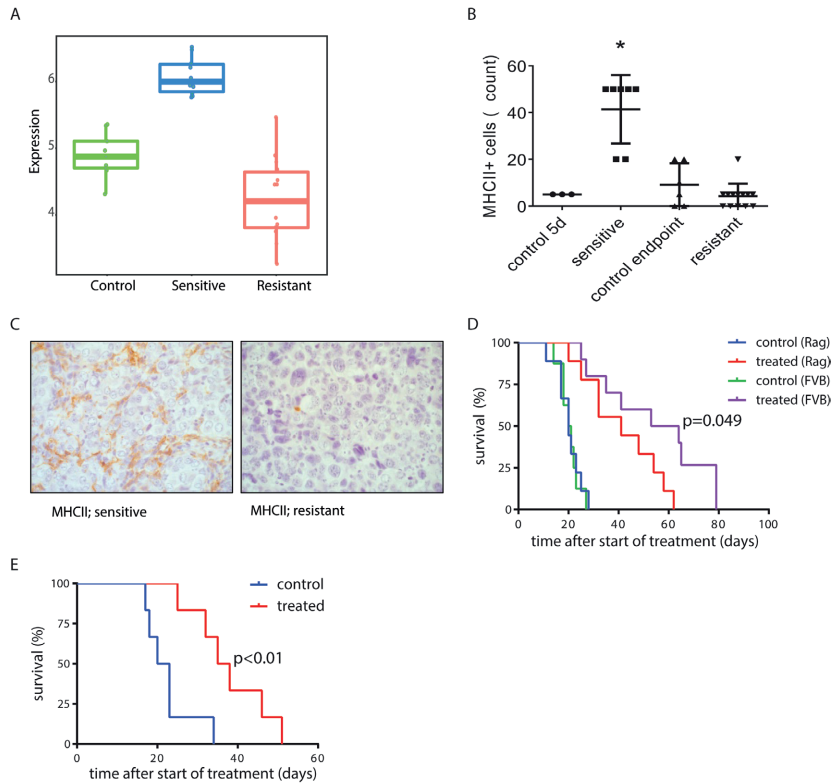 A
Expression
6
5
4
Control
Sensitive
Resistant
B
*
MHCII+ cells ( count)
60
40
20
0
control 5d
sensitive
control endpoint
resistant
C
MHCII; sensitive
MHCII; resistant
D
survival (%)
100
75
50
25
0
0
20
40
60
80
100
time after start of treatment (days)
control (Rag)
treated (Rag)
control (FVB)
treated (FVB)
p=0.049
E
survival (%)
100
75
50
25
0
0
20
40
60
time after start of treatment (days)
control
treated
p<0.01